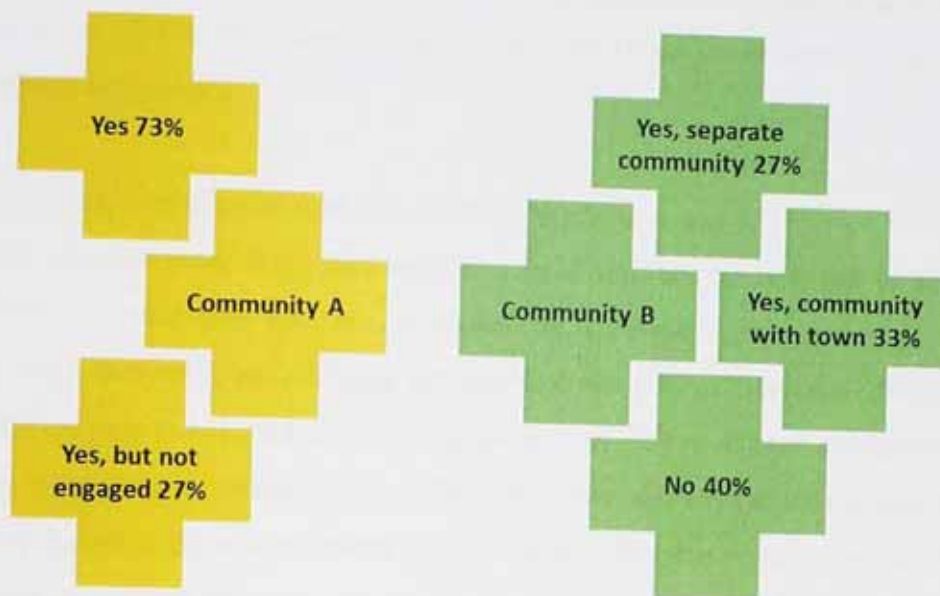 Yes 73%
Community A
Yes, but not
engaged 27%
Yes, separate
community 27%
Community B
Yes, community
with town 33%
No 40%